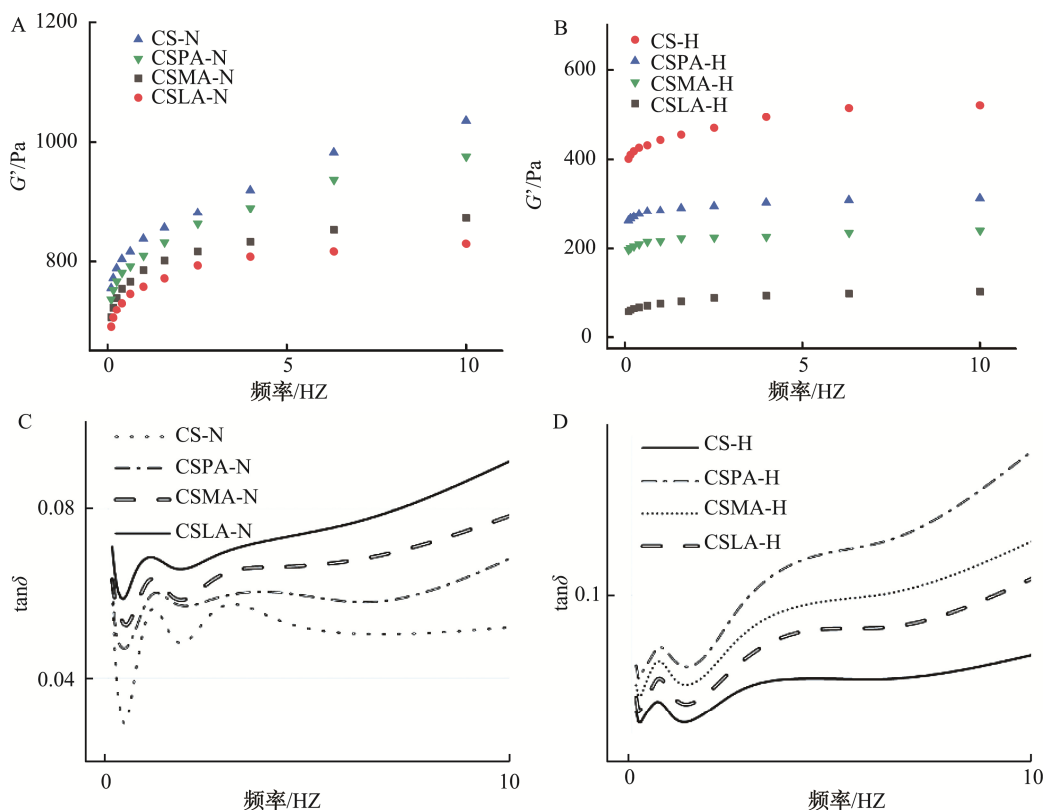 A
1200
1000
800
G'/Pa
CS-N
CSPA-N
CSMA-N
CSLA-N
0
5
10
频率/HZ
B
600
400
200
0
G'/Pa
CS-H
CSPA-H
CSMA-H
CSLA-H
0
5
10
频率/HZ
C
0.08
0.04
tanδ
CS-N
CSPA-N
CSMA-N
CSLA-N
0
10
频率/HZ
D
0.1
tanδ
CS-H
CSPA-H
CSMA-H
CSLA-H
0
10
频率/HZ